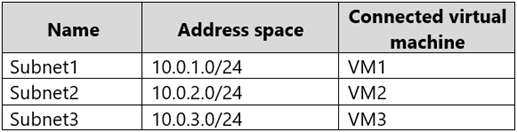 Name Address space Connected virtual
machine
Subnet1 10.0.1.0/24 VM1
Subnet2 10.0.2.0/24 VM2
Subnet3 10.0.3.0/24 VM3